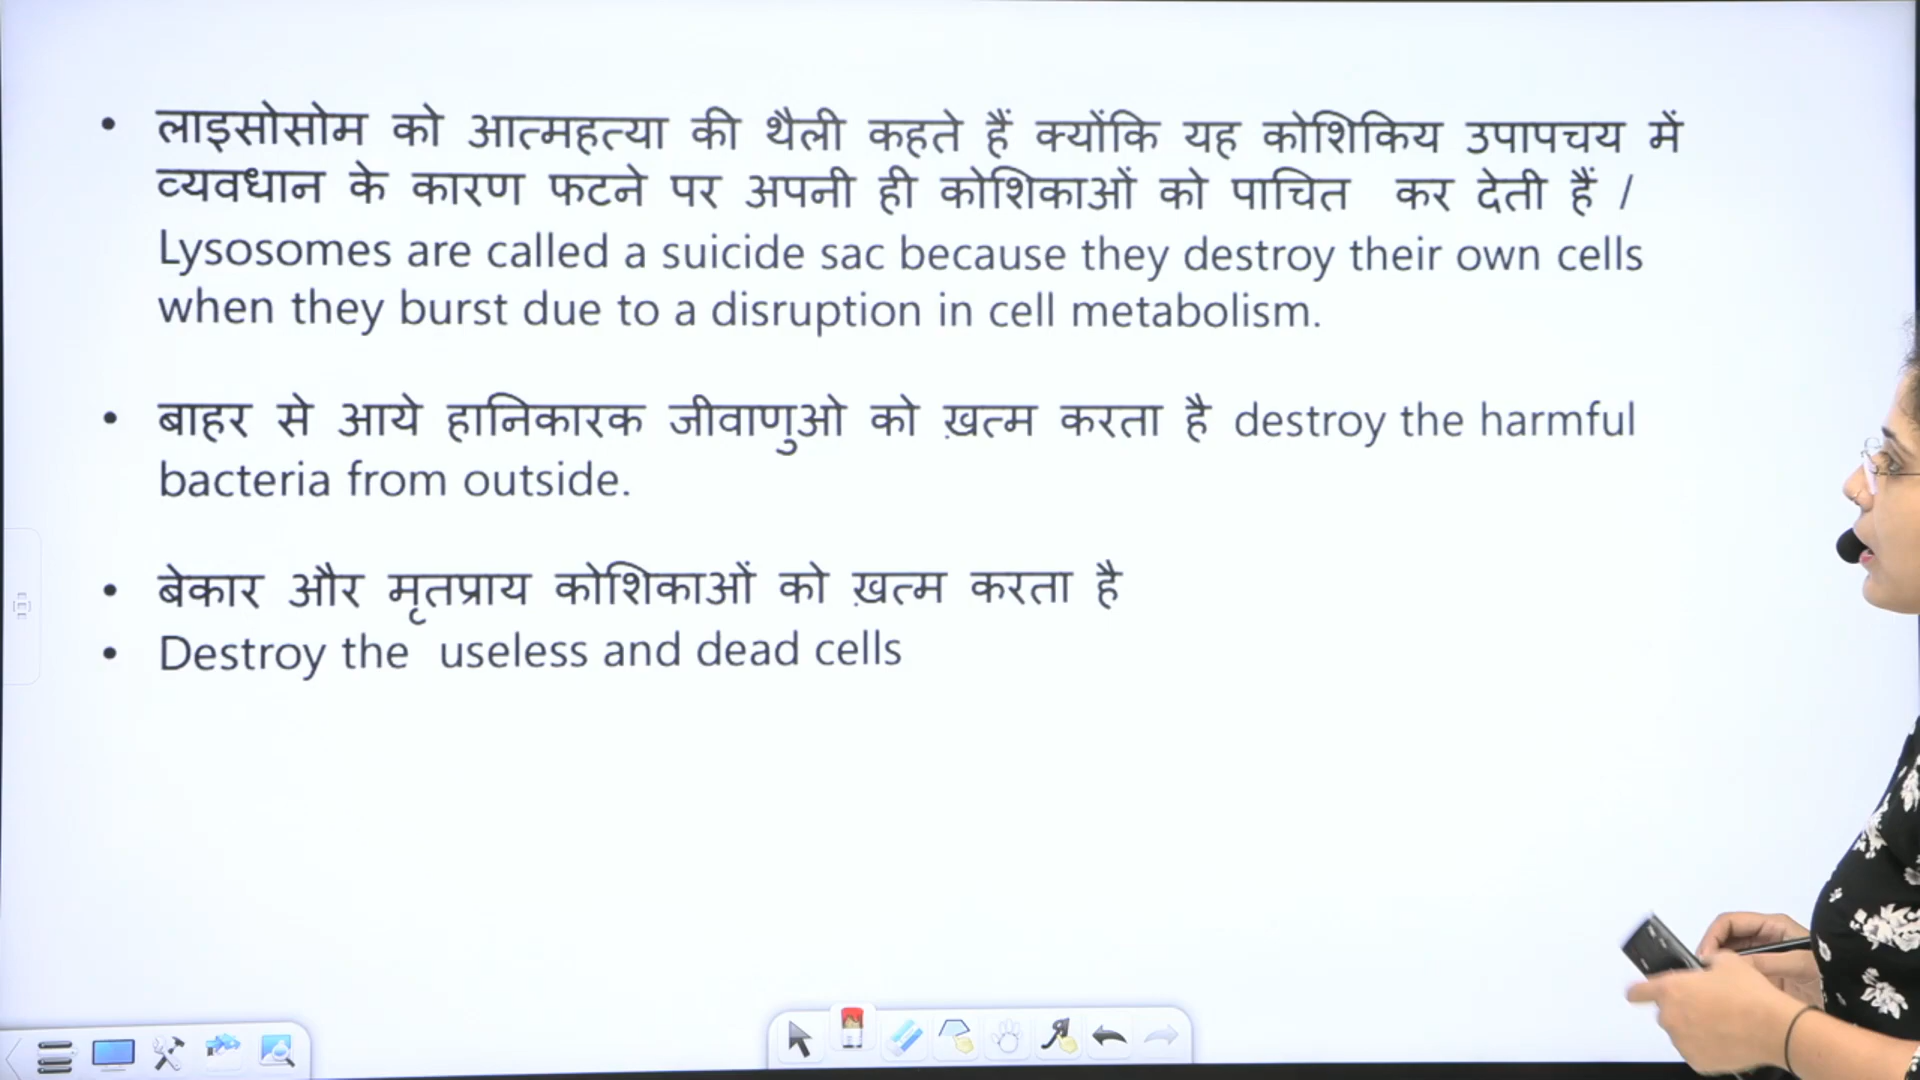 • लाइसोसोम को आत्महत्या की थैली कहते हैं क्योंकि यह कोशिकिय उपापचय में
व्यवधान के कारण फटने पर अपनी ही कोशिकाओं को पाचित कर देती हैं /
Lysosomes are called a suicide sac because they destroy their own cells
when they burst due to a disruption in cell metabolism.
• बाहर से आये हानिकारक जीवाणुओ को ख़त्म करता है destroy the harmful
bacteria from outside.
• बेकार और मृतप्राय कोशिकाओं को ख़त्म करता है
• Destroy the useless and dead cells